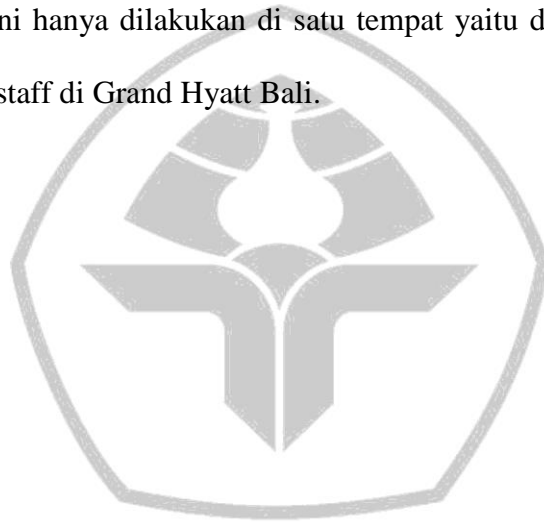 ni hanya dilakukan di satu tempat yaitu d
staff di Grand Hyatt Bali.